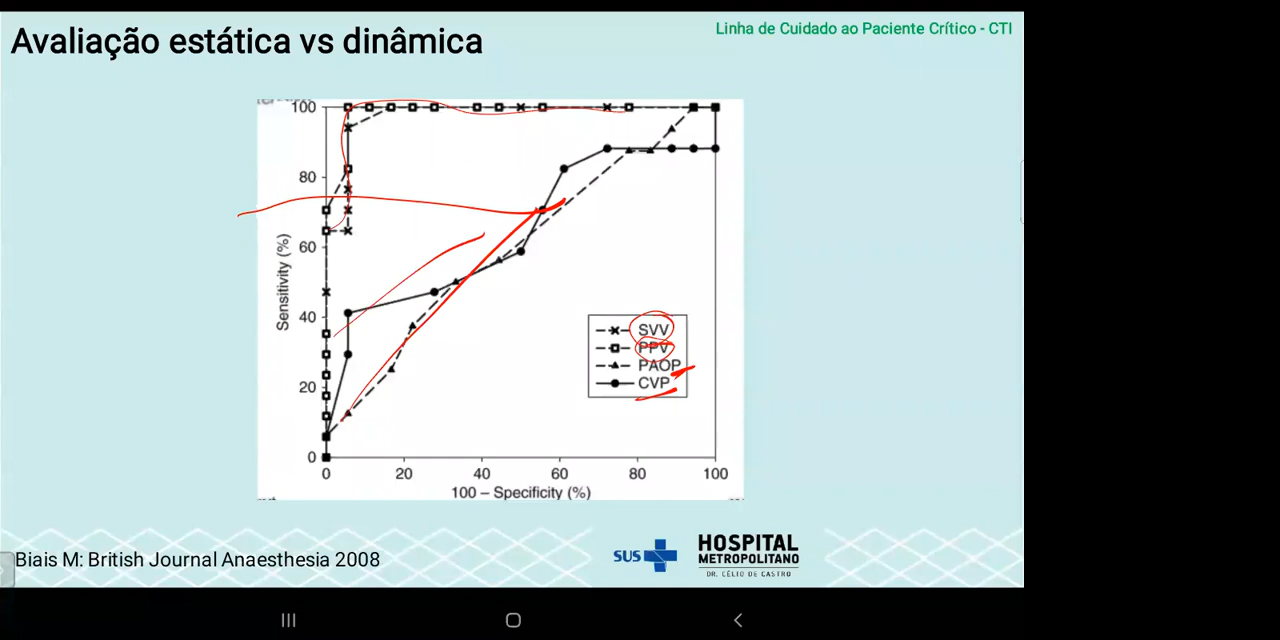 Avaliação estática vs dinâmica
Linha de Cuidado ao Paciente Crítico - CTI
100
80
60
40
20
0
Sensitivity (%)
0 20 40 60 80 100
100 – Specificity (%)
SVV
PPV
PAOP
CVP
Biais M: British Journal Anaesthesia 2008
SUS
HOSPITAL
METROPOLITANO
DR. CÉLIO DE CASTRO